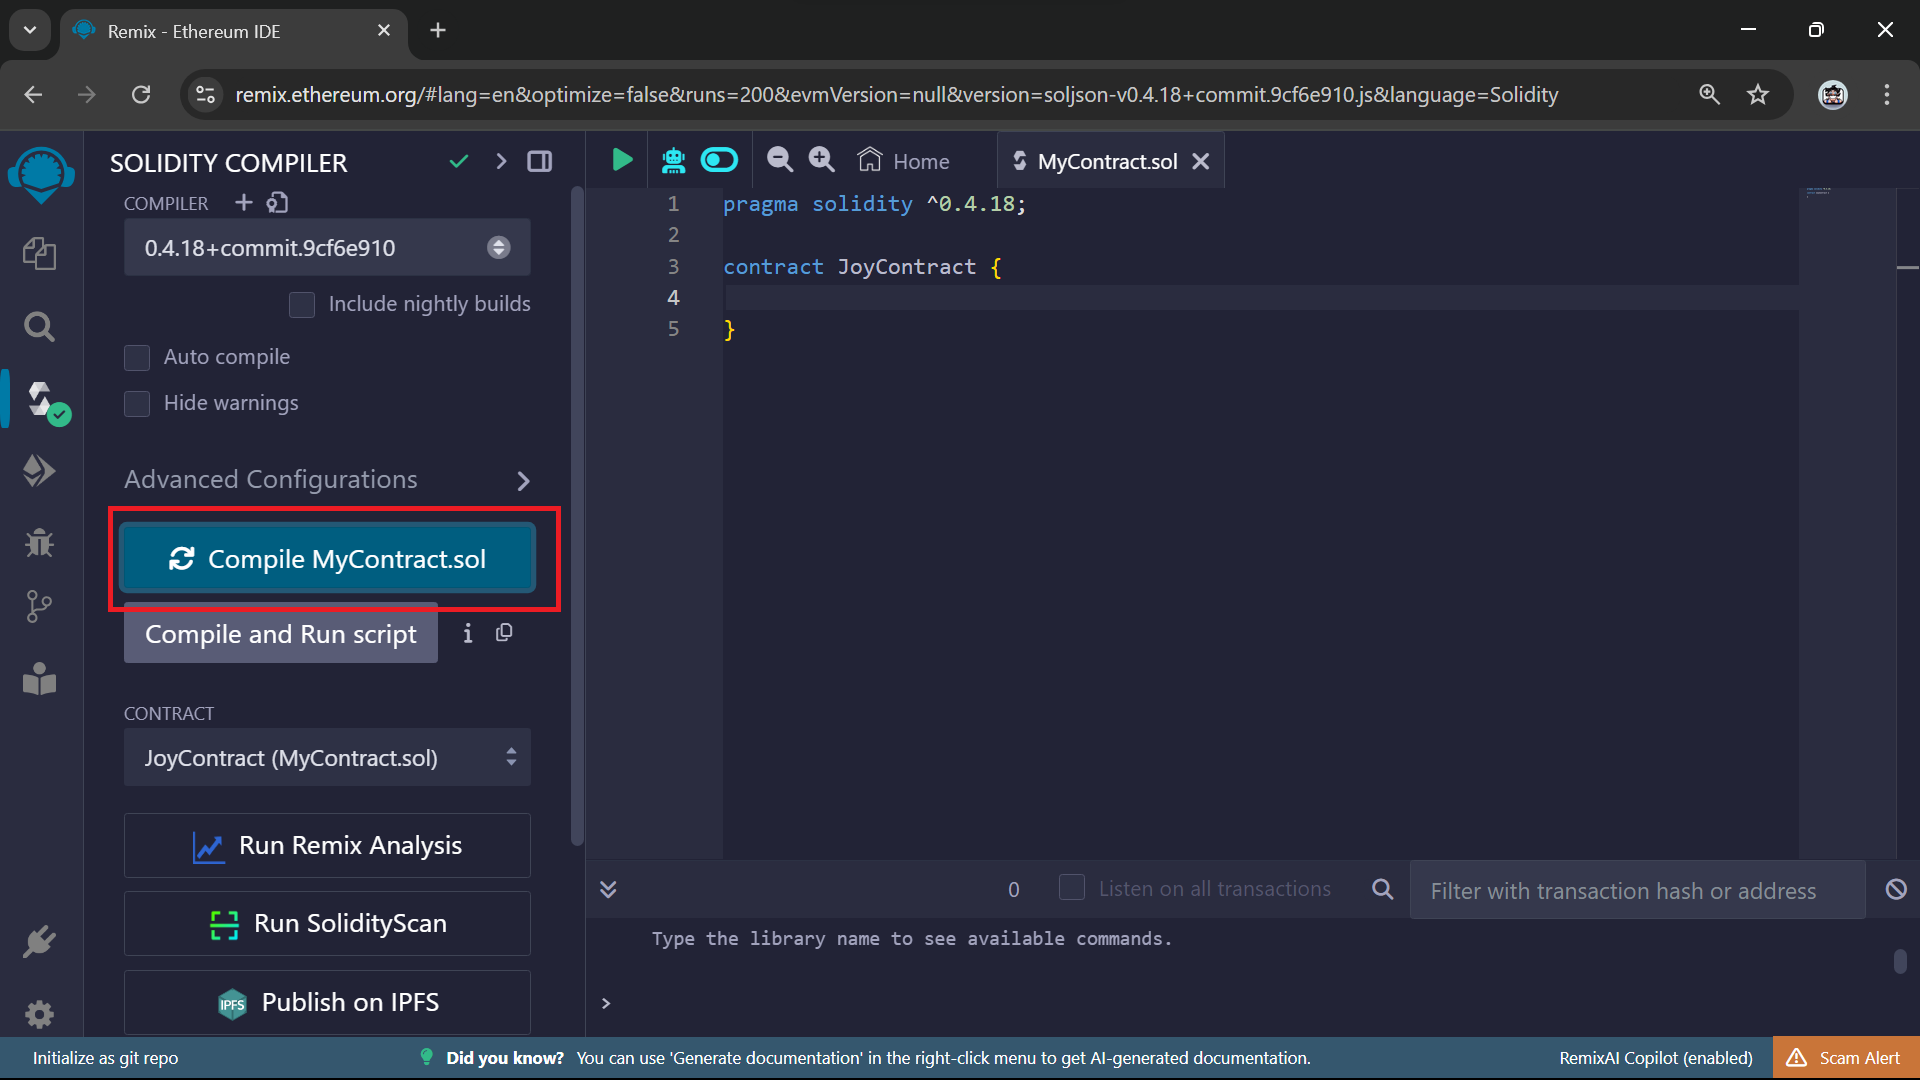 Remix - Ethereum IDE
remix.ethereum.org/#lang=en&optimize=false&runs=200&evmVersion=null&version=soljson-v0.4.18+commit.9cf6e910.js&language=Solidity
SOLIDITY COMPILER
COMPILER
0.4.18+commit.9cf6e910
Include nightly builds
Auto compile
Hide warnings
Advanced Configurations
Compile MyContract.sol
Compile and Run script
i
CONTRACT
JoyContract (MyContract.sol)
Run Remix Analysis
Run SolidityScan
IPFS Publish on IPFS
Home
MyContract.sol
1 pragma solidity ^0.4.18;
2
3 contract JoyContract {
4
5 }
0 Listen on all transactions Filter with transaction hash or address
Type the library name to see available commands.
>
Initialize as git repo
Did you know? You can use 'Generate documentation' in the right-click menu to get AI-generated documentation.
RemixAI Copilot (enabled)
Scam Alert